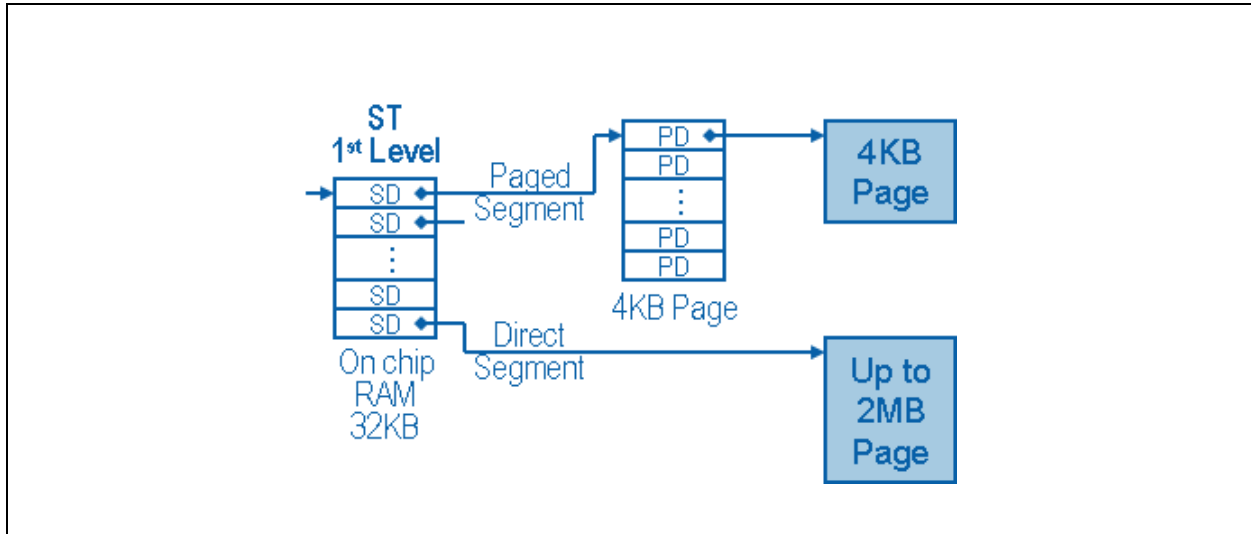 ST
1st Level
SD
SD
⋮
SD
SD
On chip
RAM
32KB
Paged
Segment
Direct
Segment
PD
PD
⋮
PD
PD
4KB Page
4KB
Page
Up to
2MB
Page